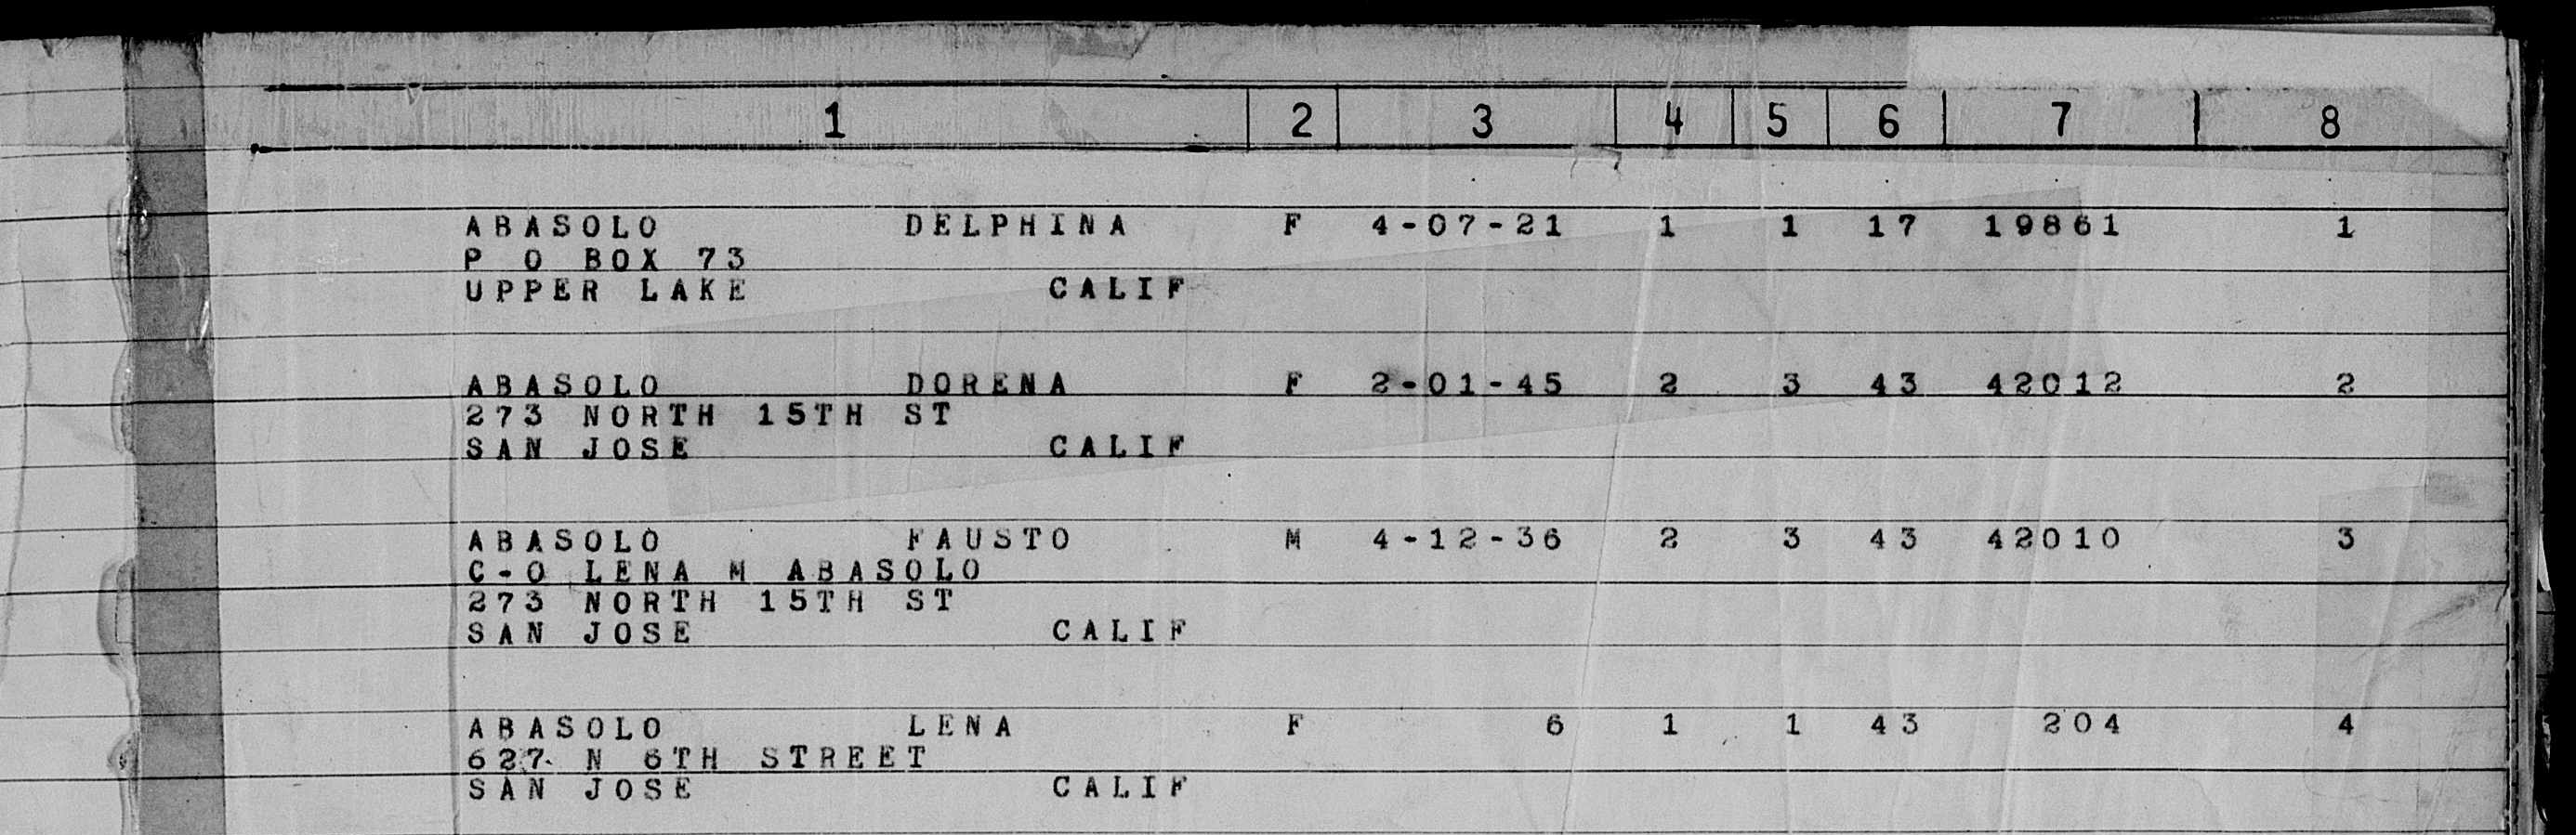 1 2 3 4 5 6 7 8
ABASOLO DELPHINA F 4-07-21 1 1 17 19861 1
P O BOX 73
UPPER LAKE CALIF
ABASOLO DORENA F 2-01-45 2 3 43 42012 2
273 NORTH 15TH ST
SAN JOSE CALIF
ABASOLO FAUSTO M 4-12-36 2 3 43 42010 3
C-O LENA M ABASOLO
273 NORTH 15TH ST
SAN JOSE CALIF
ABASOLO LENA F 6 1 1 43 204 4
627 N 6TH STREET
SAN JOSE CALIF